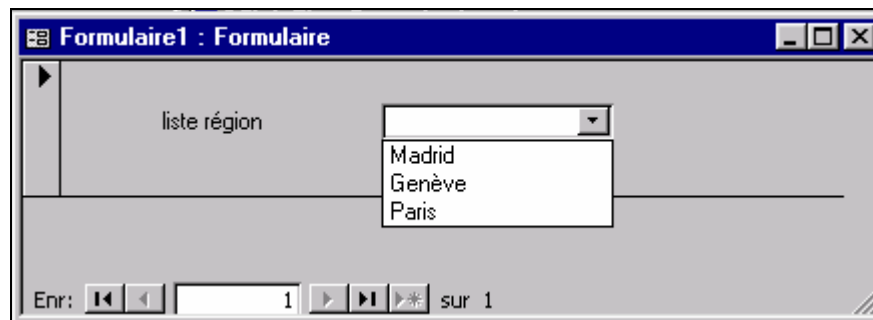 Formulaire1 : Formulaire
liste région
Madrid
Genève
Paris
Enr: 1 sur 1